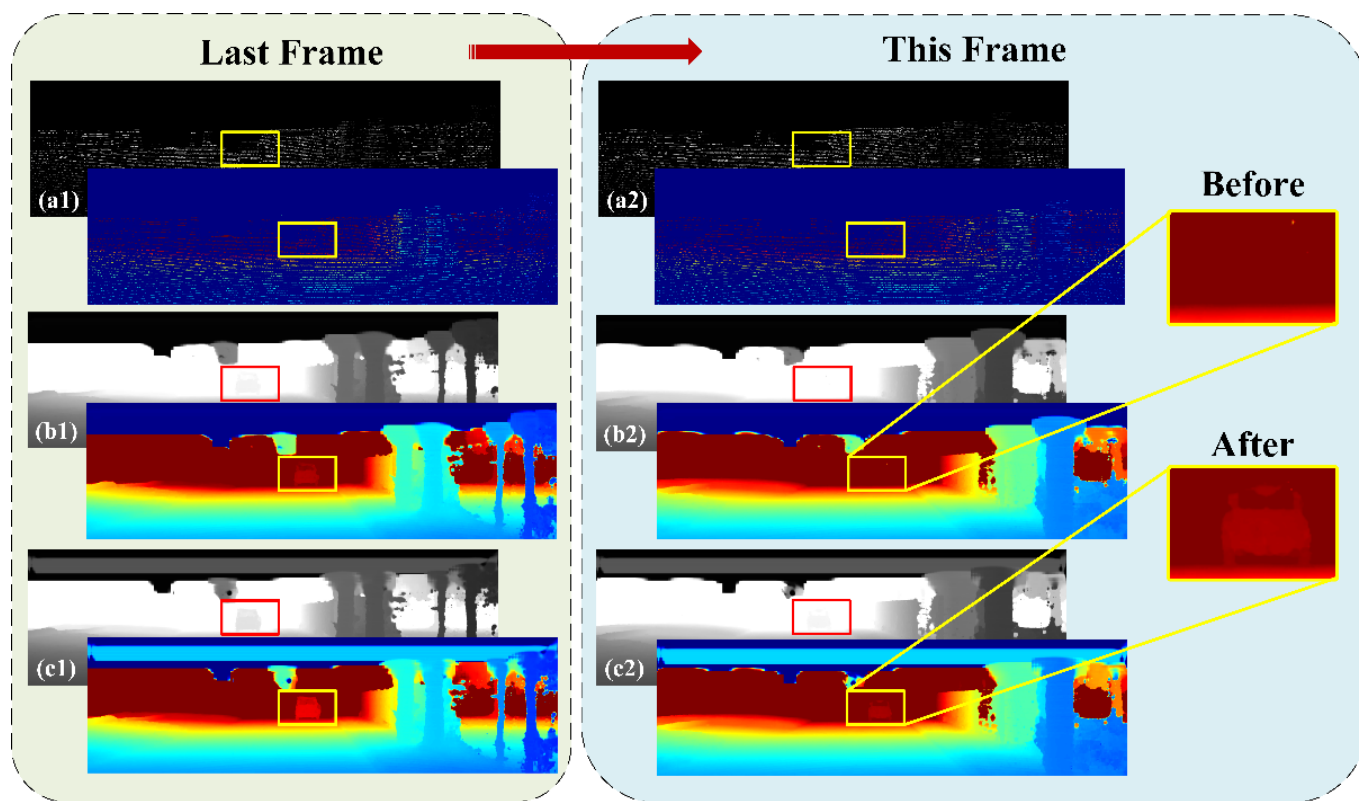 Last Frame
This Frame
(a1)
(a2)
Before
(b1)
(b2)
After
(c1)
(c2)